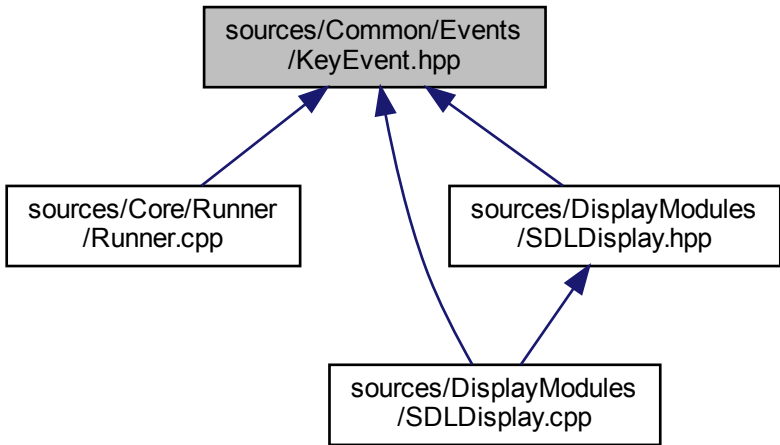 sources/Common/Events
/KeyEvent.hpp
sources/Core/Runner
/Runner.cpp
sources/DisplayModules
/SDLDisplay.hpp
sources/DisplayModules
/SDLDisplay.cpp